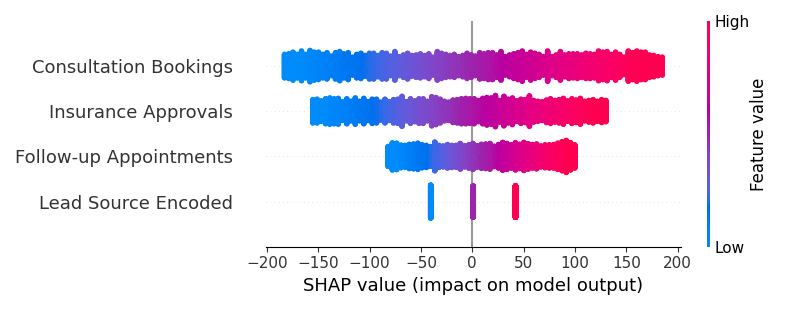 High
Consultation Bookings
Insurance Approvals
Follow-up Appointments
Lead Source Encoded
Feature value
Low
−200 −150 −100 −50 0 50 100 150 200
SHAP value (impact on model output)